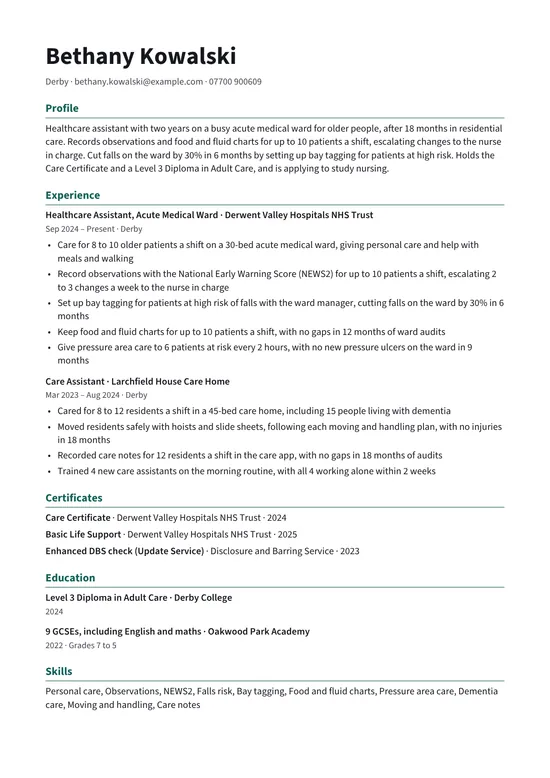 Bethany Kowalski
Derby · bethany.kowalski@example.com · 07700 900609
Profile
Healthcare assistant with two years on a busy acute medical ward for older people, after 18 months in residential
care. Records observations and food and fluid charts for up to 10 patients a shift, escalating changes to the nurse
in charge. Cut falls on the ward by 30% in 6 months by setting up bay tagging for patients at high risk. Holds the
Care Certificate and a Level 3 Diploma in Adult Care, and is applying to study nursing.
Experience
Healthcare Assistant, Acute Medical Ward · Derwent Valley Hospitals NHS Trust
Sep 2024 – Present · Derby
• Care for 8 to 10 older patients a shift on a 30-bed acute medical ward, giving personal care and help with
meals and walking
• Record observations with the National Early Warning Score (NEWS2) for up to 10 patients a shift, escalating 2
to 3 changes a week to the nurse in charge
• Set up bay tagging for patients at high risk of falls with the ward manager, cutting falls on the ward by 30% in 6
months
• Keep food and fluid charts for up to 10 patients a shift, with no gaps in 12 months of ward audits
• Give pressure area care to 6 patients at risk every 2 hours, with no new pressure ulcers on the ward in 9
months
Care Assistant · Larchfield House Care Home
Mar 2023 – Aug 2024 · Derby
• Cared for 8 to 12 residents a shift in a 45-bed care home, including 15 people living with dementia
• Moved residents safely with hoists and slide sheets, following each moving and handling plan, with no injuries
in 18 months
• Recorded care notes for 12 residents a shift in the care app, with no gaps in 18 months of audits
• Trained 4 new care assistants on the morning routine, with all 4 working alone within 2 weeks
Certificates
Care Certificate · Derwent Valley Hospitals NHS Trust · 2024
Basic Life Support · Derwent Valley Hospitals NHS Trust · 2025
Enhanced DBS check (Update Service) · Disclosure and Barring Service · 2023
Education
Level 3 Diploma in Adult Care · Derby College
2024
9 GCSEs, including English and maths · Oakwood Park Academy
2022 · Grades 7 to 5
Skills
Personal care, Observations, NEWS2, Falls risk, Bay tagging, Food and fluid charts, Pressure area care, Dementia
care, Moving and handling, Care notes